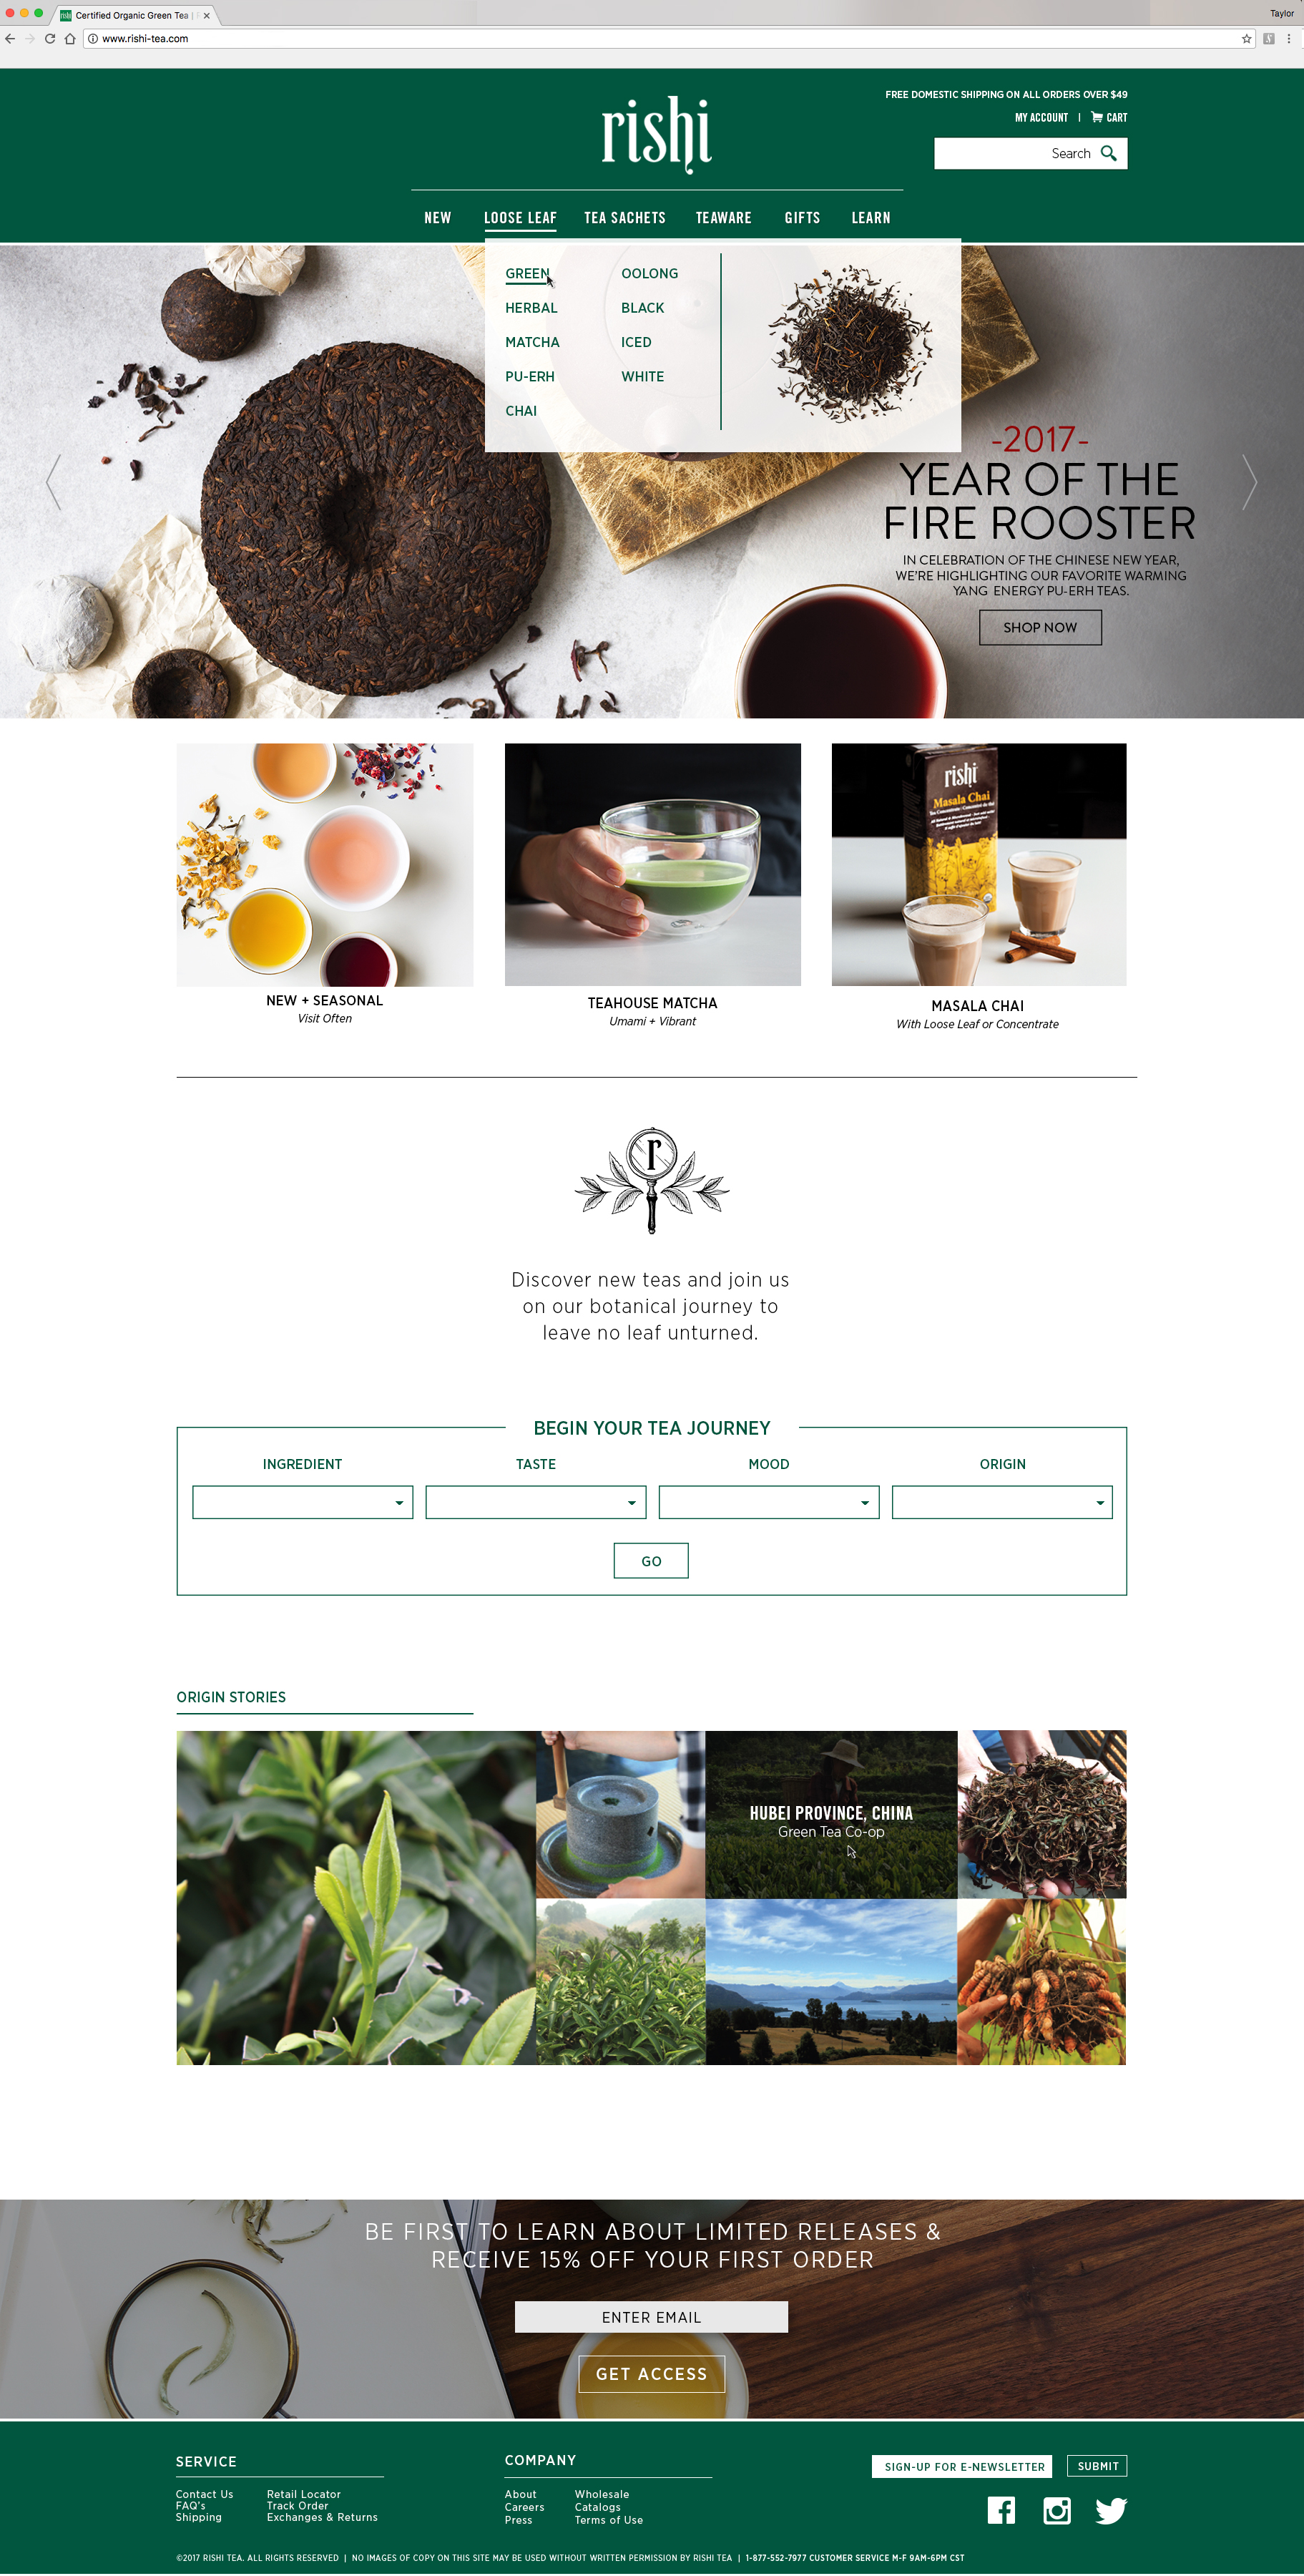 rishi
Certified Organic Green Tea |
Taylor
www.rishi-tea.com
FREE DOMESTIC SHIPPING ON ALL ORDERS OVER $49
MY ACCOUNT | CART
rishi
Search
NEW LOOSE LEAF TEA SACHETS TEAWARE GIFTS LEARN
GREEN OOLONG
HERBAL BLACK
MATCHA ICED
PU-ERH WHITE
CHAI
-2017-
YEAR OF THE
FIRE ROOSTER
IN CELEBRATION OF THE CHINESE NEW YEAR,
WE'RE HIGHLIGHTING OUR FAVORITE WARMING
YANG ENERGY PU-ERH TEAS.
SHOP NOW
rishi
Masala Chai
NEW + SEASONAL
Visit Often
TEAHOUSE MATCHA
Umami + Vibrant
MASALA CHAI
With Loose Leaf or Concentrate
r
Discover new teas and join us
on our botanical journey to
leave no leaf unturned.
BEGIN YOUR TEA JOURNEY
INGREDIENT TASTE MOOD ORIGIN
GO
ORIGIN STORIES
HUBEI PROVINCE, CHINA
Green Tea Co-op
BE FIRST TO LEARN ABOUT LIMITED RELEASES &
RECEIVE 15% OFF YOUR FIRST ORDER
ENTER EMAIL
GET ACCESS
SERVICE
Contact Us Retail Locator
FAQ's Track Order
Shipping Exchanges & Returns
COMPANY
About Wholesale
Careers Catalogs
Press Terms of Use
SIGN-UP FOR E-NEWSLETTER SUBMIT
©2017 RISHI TEA. ALL RIGHTS RESERVED | NO IMAGES OF COPY ON THIS SITE MAY BE USED WITHOUT WRITTEN PERMISSION BY RISHI TEA | 1-877-552-7977 CUSTOMER SERVICE M-F 9AM-6PM CST